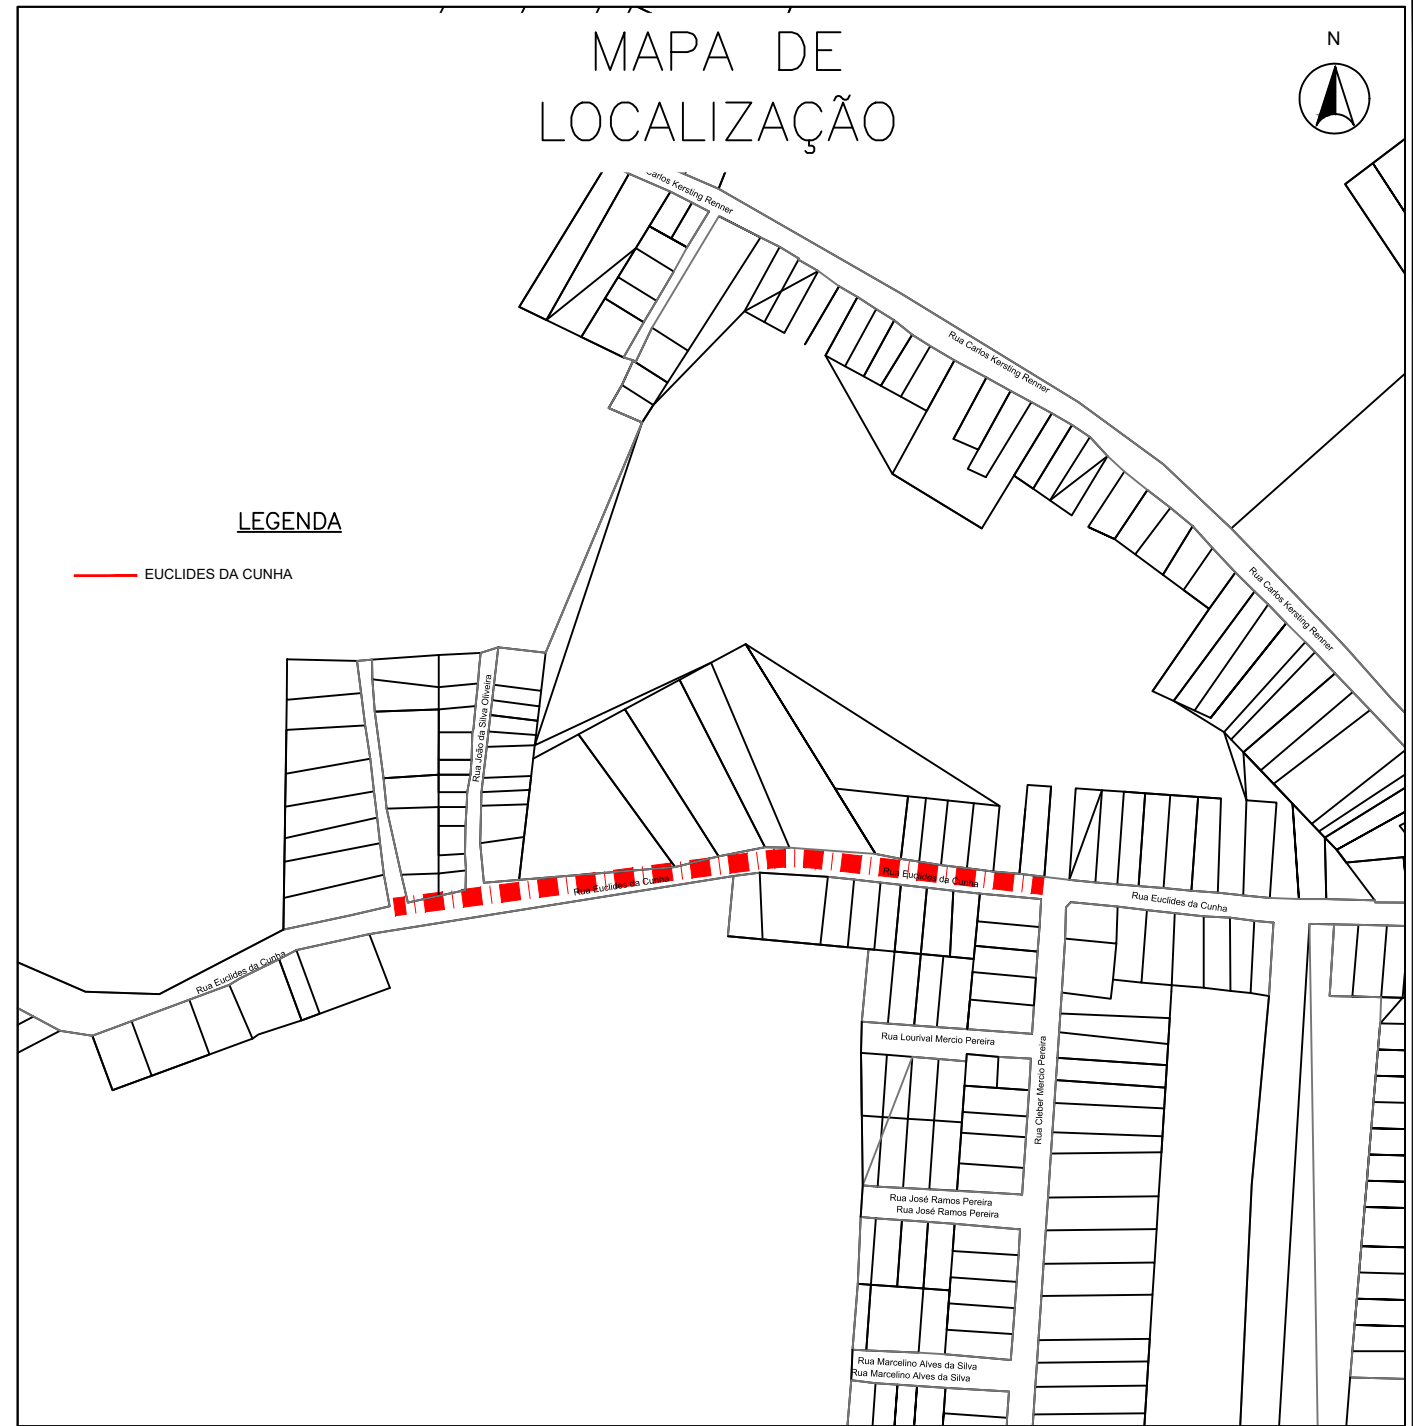 MAPA DE
LOCALIZAÇÃO
N
Carlos Kersting Renner
Rua Carlos Kersting Renner
Rua Carlos Kersting Renner
LEGENDA
EUCLIDES DA CUNHA
Rua João da Silva Oliveira
Rua Euclides da Cunha
Rua Euclides da Cunha
Rua Euclides da Cunha
Rua Euclides da Cunha
Rua Lourival Mercio Pereira
Rua Cleber Mercio Pereira
Rua José Ramos Pereira
Rua José Ramos Pereira
Rua Marcelino Alves da Silva
Rua Marcelino Alves da Silva